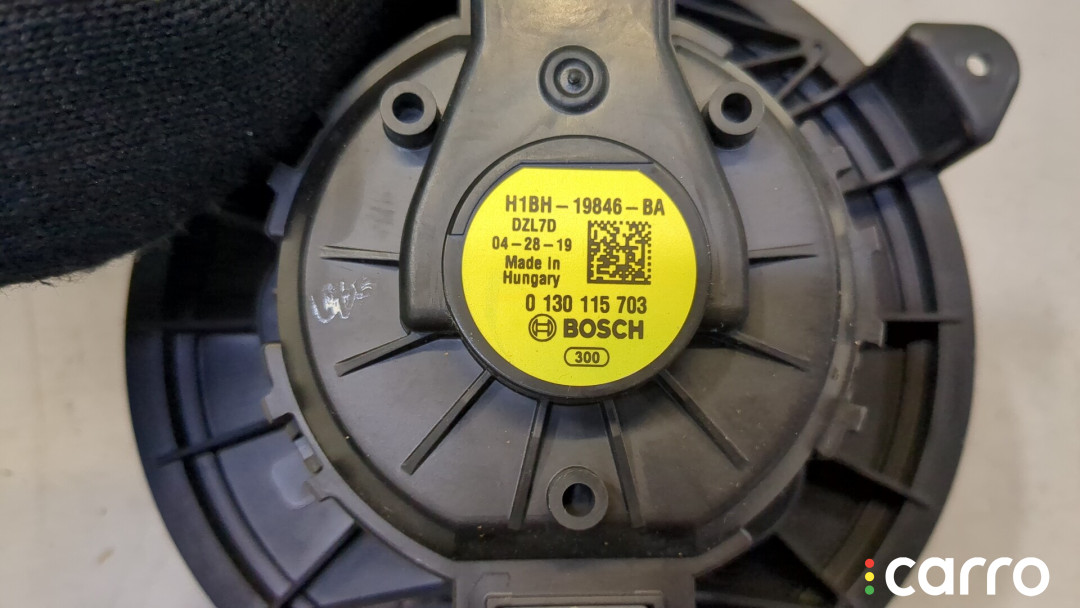 H1BH-19846-BA
DZL7D
04-28-19
Made in
Hungary
0 130 115 703
BOSCH
300
carro